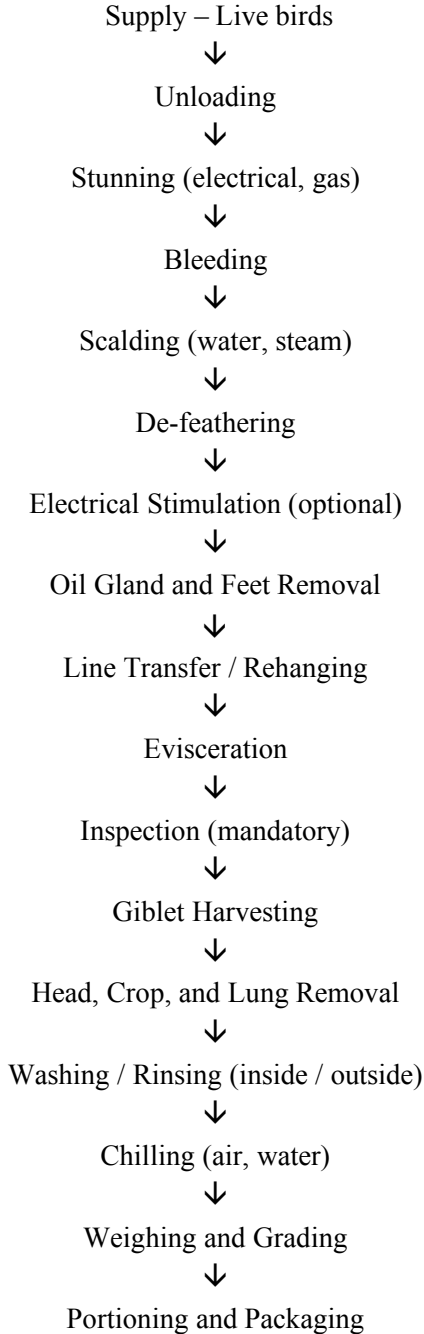 Supply – Live birds
↓
Unloading
↓
Stunning (electrical, gas)
↓
Bleeding
↓
Scalding (water, steam)
↓
De-feathering
↓
Electrical Stimulation (optional)
↓
Oil Gland and Feet Removal
↓
Line Transfer / Rehanging
↓
Evisceration
↓
Inspection (mandatory)
↓
Giblet Harvesting
↓
Head, Crop, and Lung Removal
↓
Washing / Rinsing (inside / outside)
↓
Chilling (air, water)
↓
Weighing and Grading
↓
Portioning and Packaging